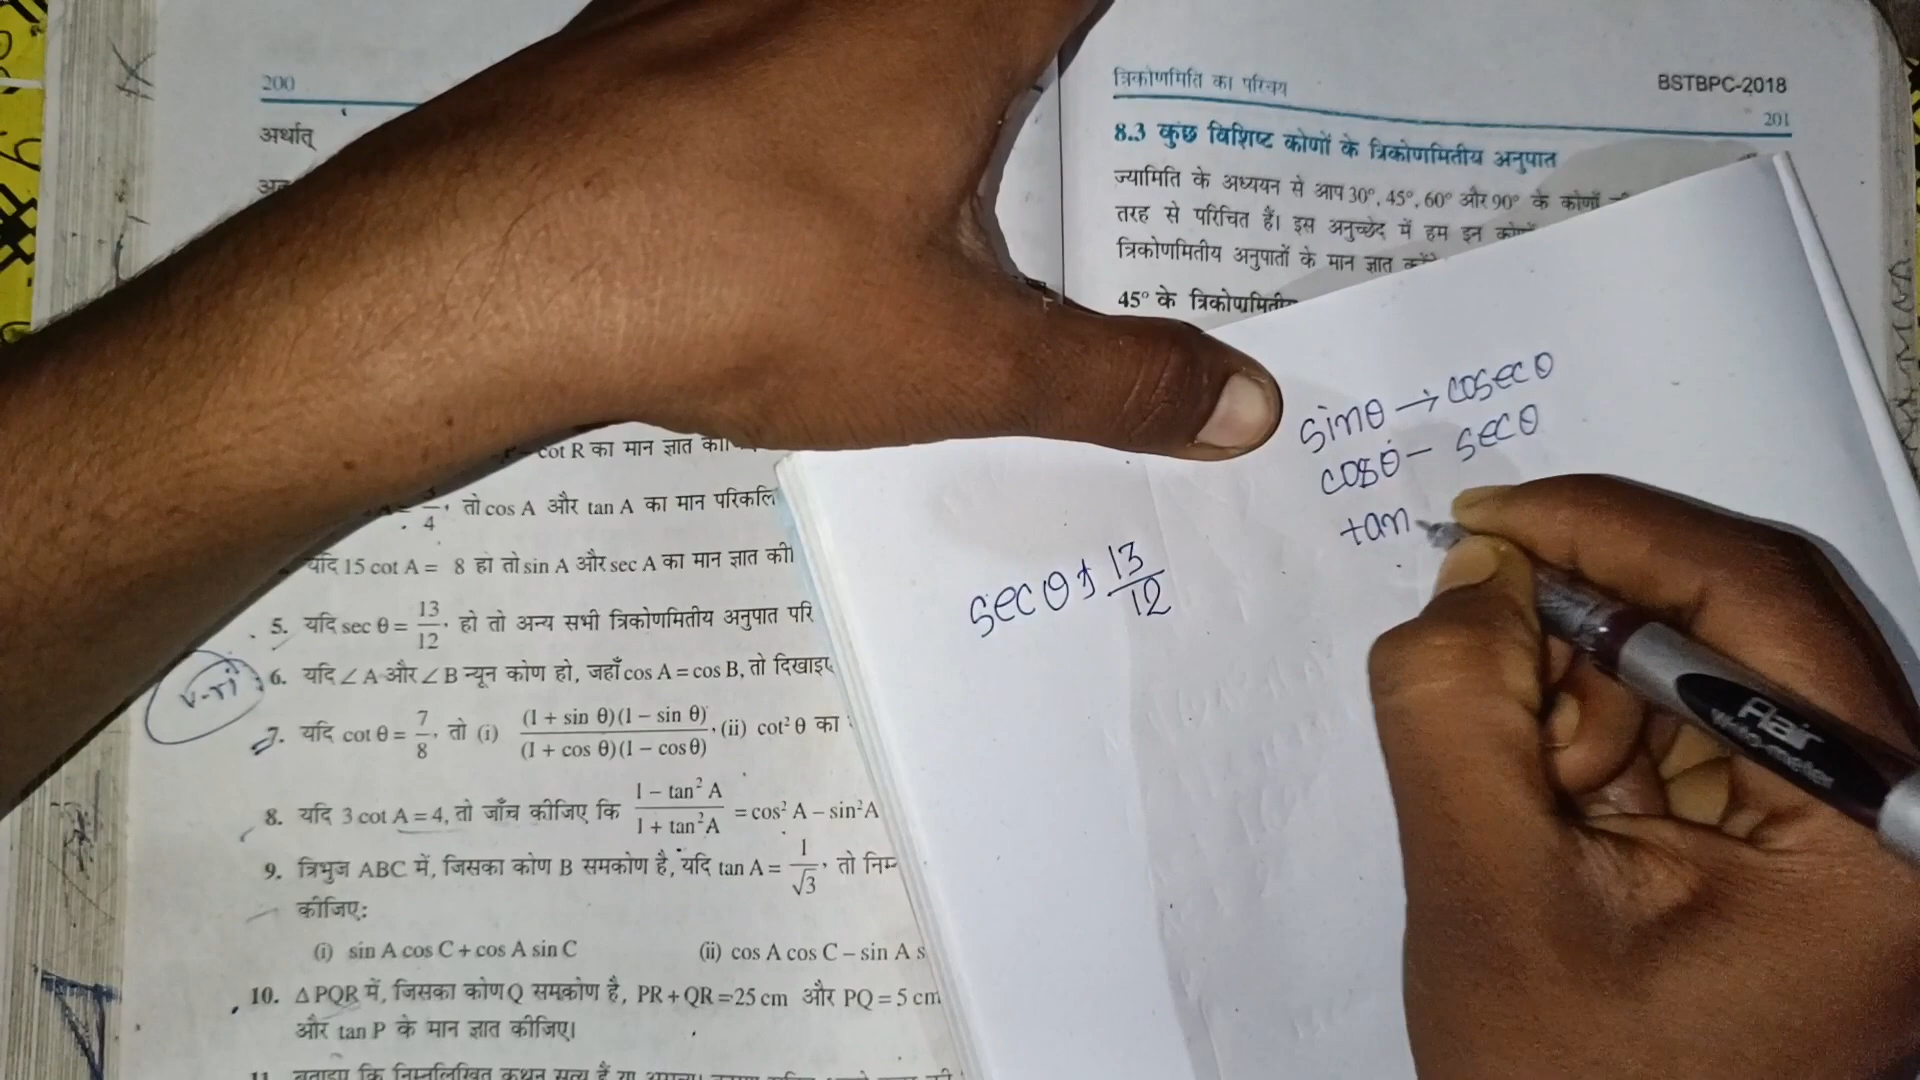 200
अर्थात्
cot R का मान ज्ञात
4, तो cos A और tan A का मान
यदि 15 cot A = 8 हो तो sin A और sec A का मान ज्ञात
5. यदि sec θ = 13/12, हो तो अन्य सभी त्रिकोणमितीय अनुपात
6. यदि ∠A और ∠B न्यून कोण हो, जहाँ cos A = cos B, तो
7. यदि cot θ = 7/8, तो (i) (1 + sin θ)(1 – sin θ)/(1 + cos θ)(1 – cos θ), (ii) cot² θ का
8. यदि 3 cot A = 4, तो जाँच कीजिए कि 1 – tan² A/1 + tan² A = cos² A – sin² A
9. त्रिभुज ABC में, जिसका कोण B समकोण है, यदि tan A = 1/√3, तो
कीजिए:
(i) sin A cos C + cos A sin C (ii) cos A cos C – sin A
10. Δ PQR में, जिसका कोण Q समकोण है, PR + QR = 25 cm और PQ = 5 cm
और tan P के मान ज्ञात कीजिए।
त्रिकोणमिति का परिचय BSTBPC-2018
201
8.3 कुछ विशिष्ट कोणों के त्रिकोणमितीय अनुपात
ज्यामिति के अध्ययन से आप 30°, 45°, 60° और 90° के कोणों
तरह से परिचित हैं। इस अनुच्छेद में हम इन
त्रिकोणमितीय अनुपातों के मान ज्ञात
45° के
sin θ → cosec θ
cos θ – sec θ
tan
sec θ = 13/12
Flair
Write-o-meter